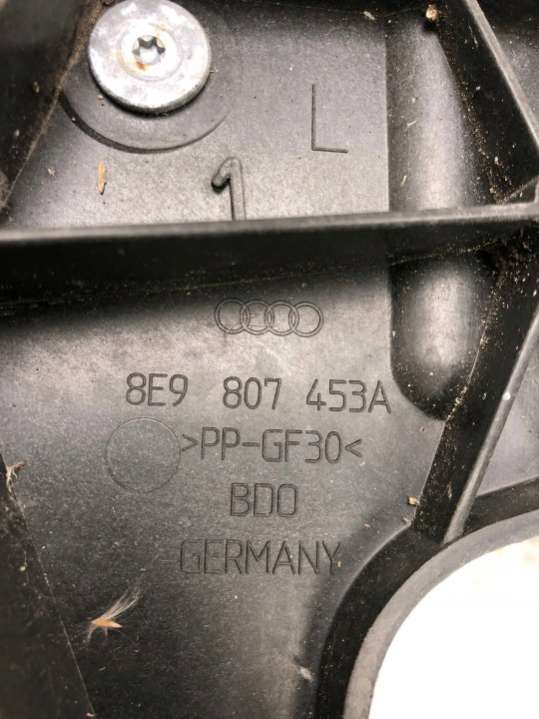 L
1
8E9 807 453A
>PP-GF30<
BDO
GERMANY